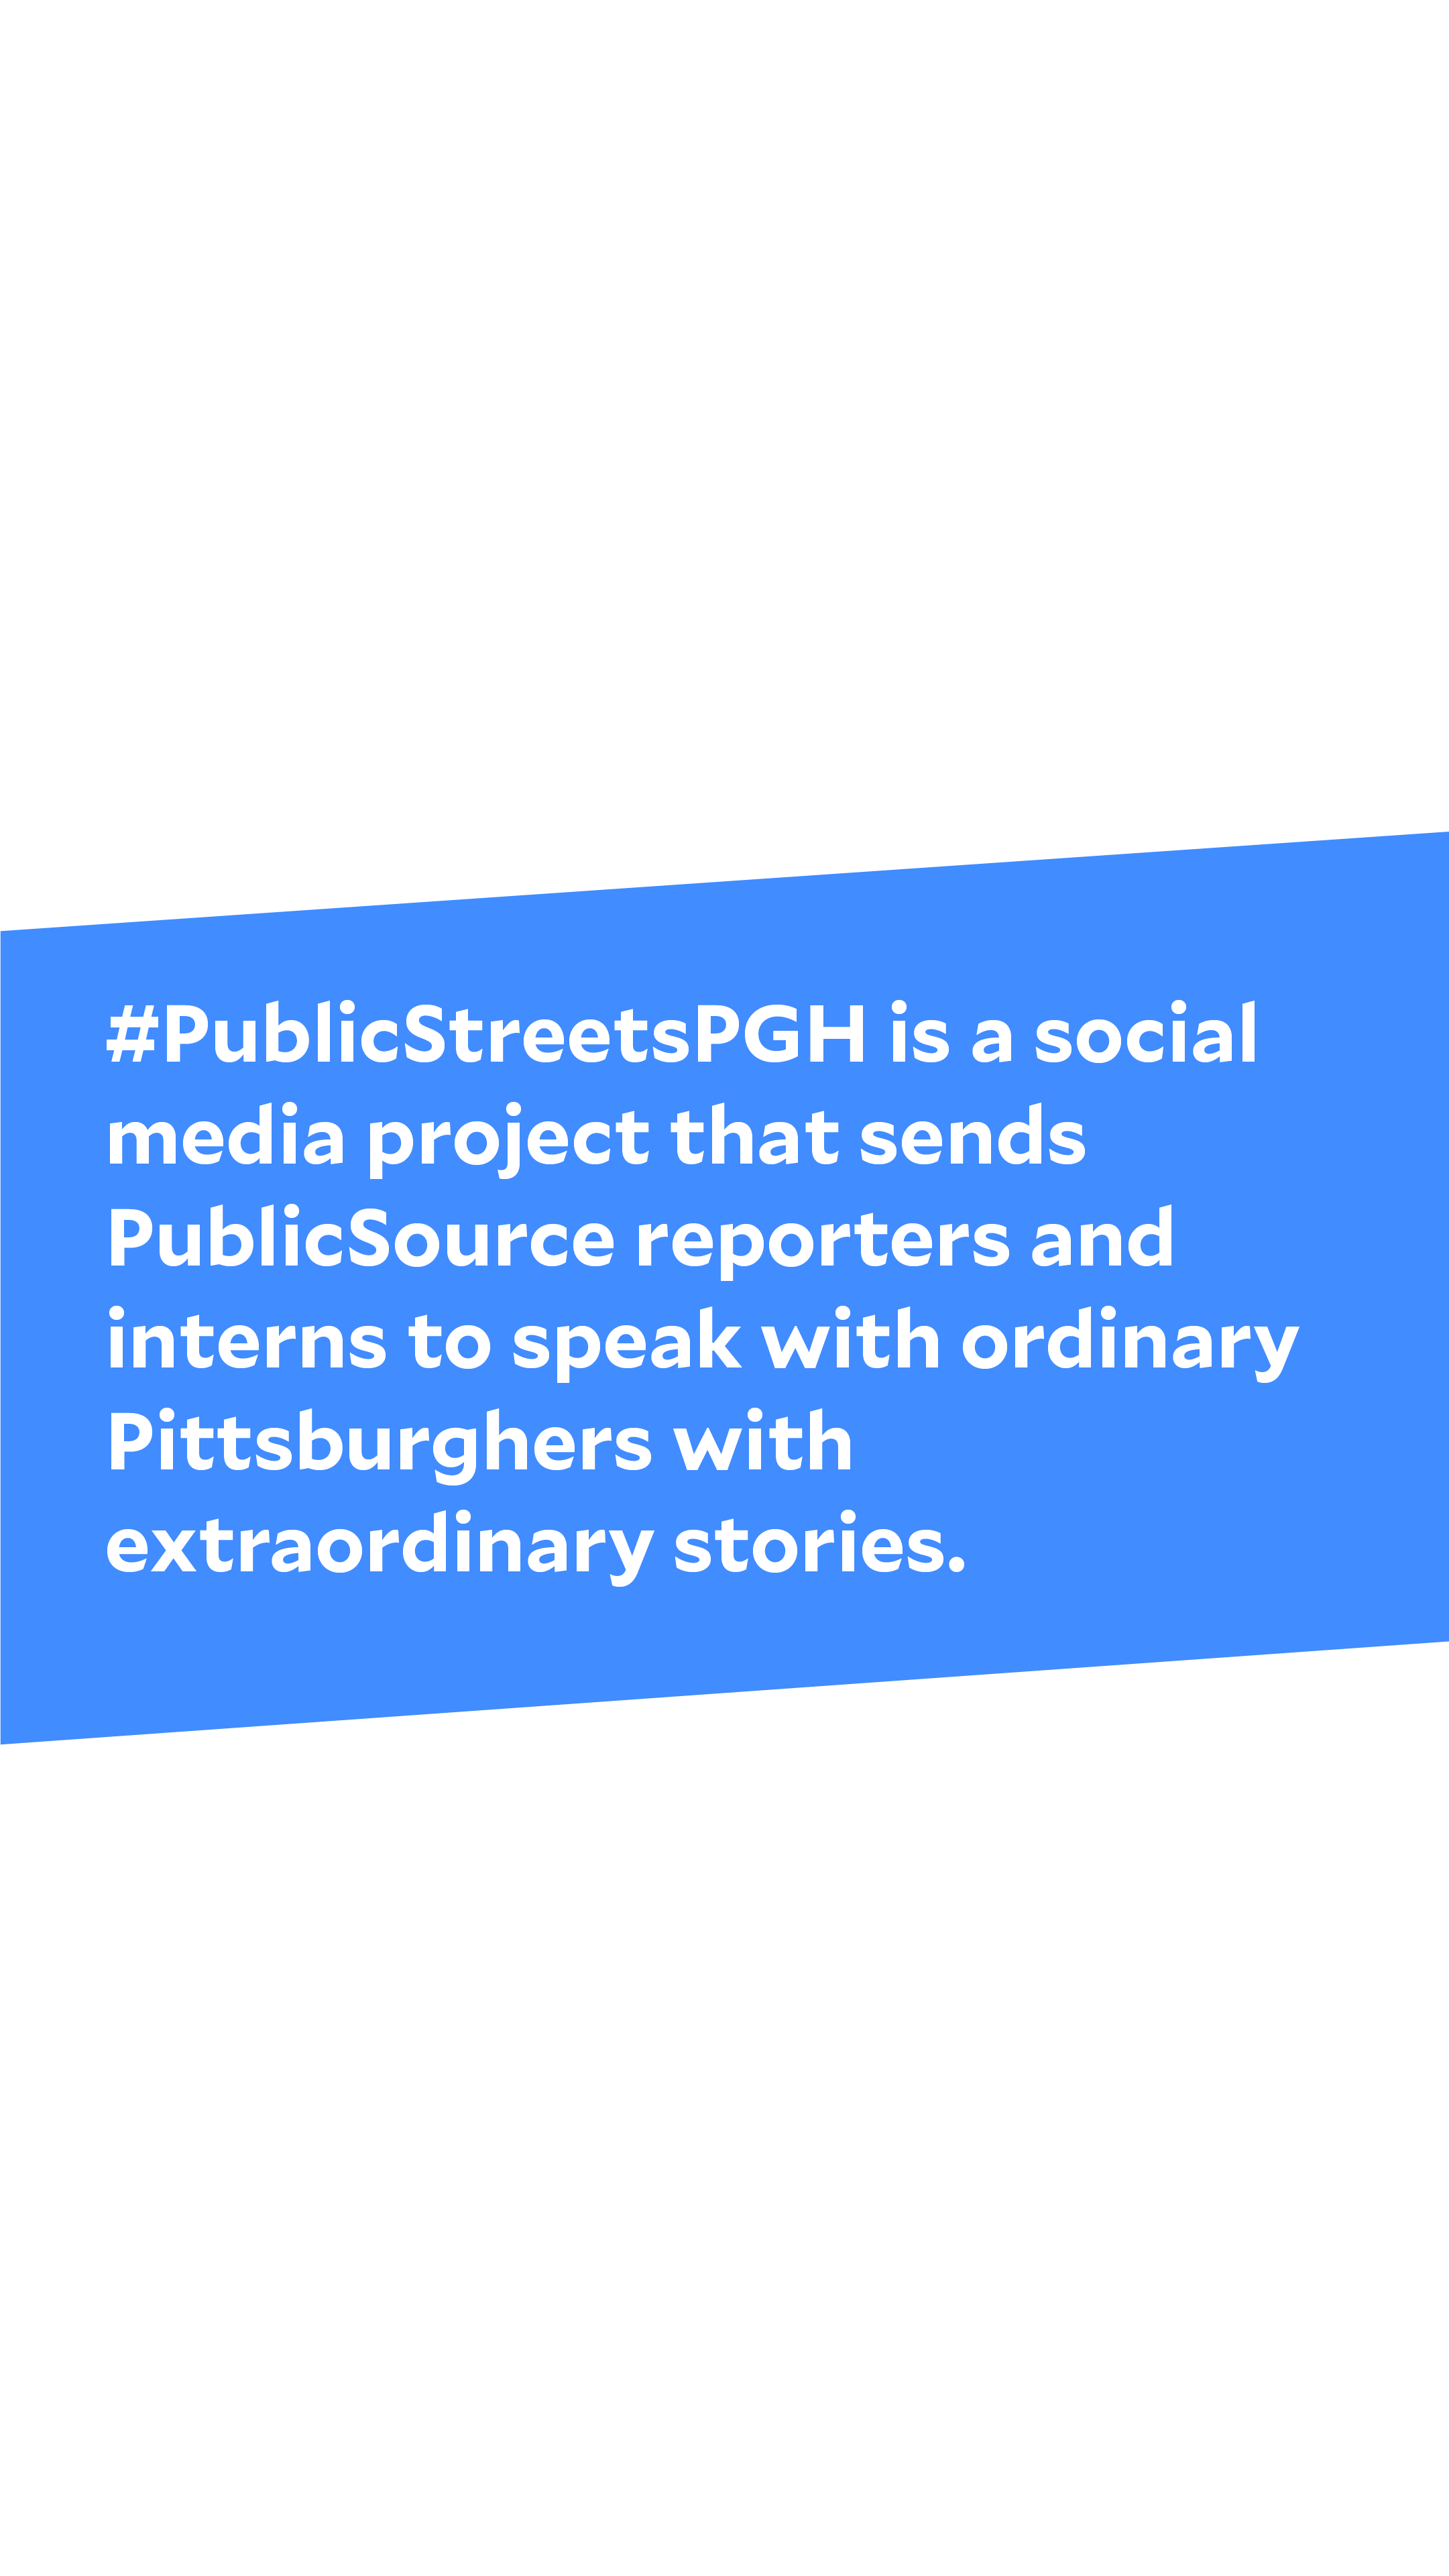 #PublicStreetsPGH is a social
media project that sends
PublicSource reporters and
interns to speak with ordinary
Pittsburghers with
extraordinary stories.